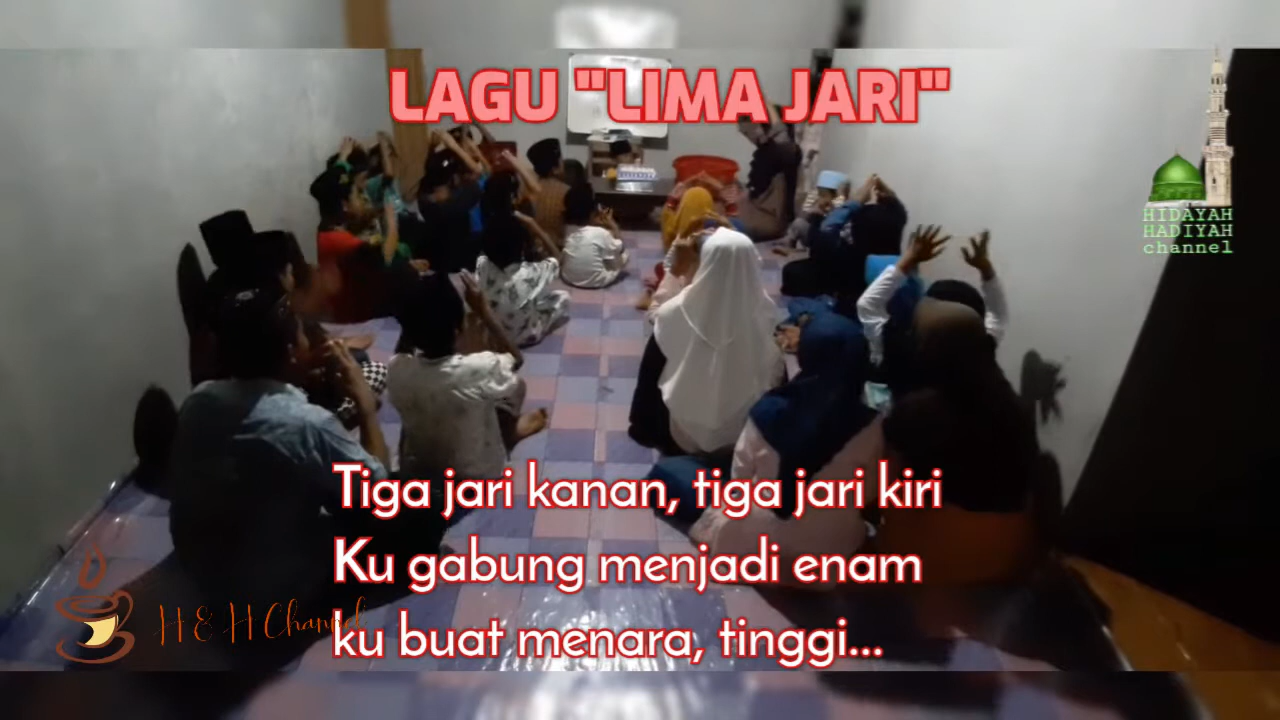 LAGU "LIMA JARI"
HIDAYAH
HADIYAH
channel
Tiga jari kanan, tiga jari kiri
Ku gabung menjadi enam
ku buat menara, tinggi...
H & H Channel